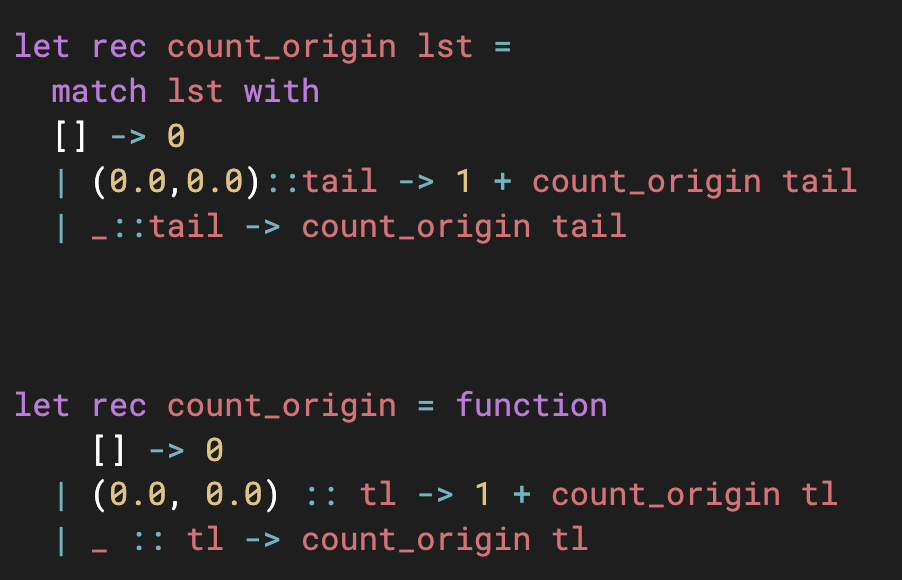 let rec count_origin lst =
match lst with
[] -> 0
| (0.0,0.0)::tail -> 1 + count_origin tail
| _::tail -> count_origin tail
let rec count_origin = function
[] -> 0
| (0.0, 0.0) :: tl -> 1 + count_origin tl
| _ :: tl -> count_origin tl